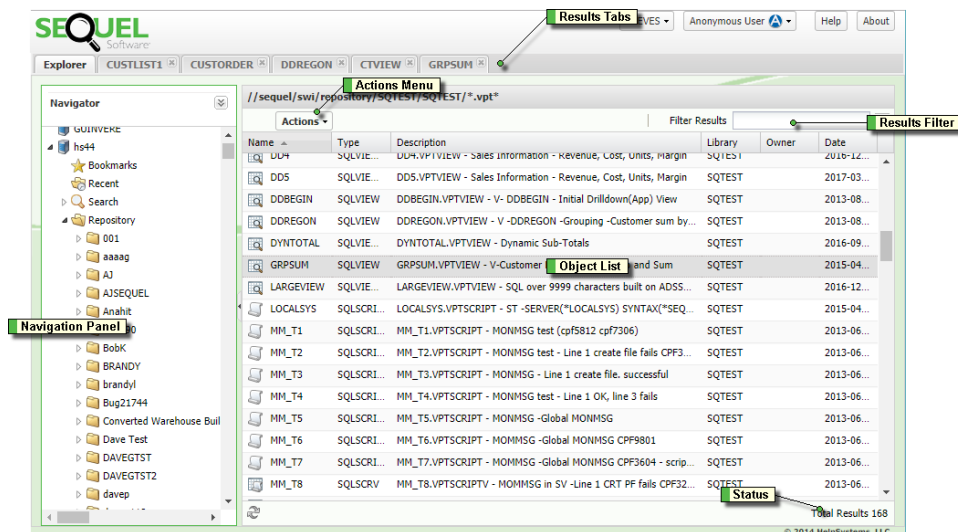 SEQUEL
Software
Results Tabs
EVES
Anonymous User
Help
About
Explorer
CUSTLIST1
CUSTORDER
DDREGON
CTVIEW
GRPSUM
Actions Menu
Navigator
//sequel/swi/repository/SQTEST/SQTEST/*.vpt*
Actions
Filter Results
Results Filter
Name Type Description Library Owner Date
DD4 SQLVIE... DD4.VPTVIEW - Sales Information - Revenue, Cost, Units, Margin SQTEST 2016-12...
DD5 SQLVIE... DD5.VPTVIEW - Sales Information - Revenue, Cost, Units, Margin SQTEST 2017-03...
DDBEGIN SQLVIEW DDBEGIN.VPTVIEW - V- DDBEGIN - Initial Drilldown(App) View SQTEST 2013-08...
DDREGON SQLVIEW DDREGON.VPTVIEW - V -DDREGON -Grouping -Customer sum by... SQTEST 2013-08...
DYNTOTAL SQLVIE... DYNTOTAL.VPTVIEW - Dynamic Sub-Totals SQTEST 2016-09...
GRPSUM SQLVIEW GRPSUM.VPTVIEW - V-Customer and Sum SQTEST 2015-04...
Object List
LARGEVIEW SQLVIE... LARGEVIEW.VPTVIEW - SQL over 9999 characters built on ADSS... SQTEST 2016-12...
LOCALSYS SQLSCRI... LOCALSYS.VPTSCRIPT - ST -SERVER(*LOCALSYS) SYNTAX(*SEQ... SQTEST 2015-04...
MM_T1 SQLSCRI... MM_T1.VPTSCRIPT - MONMSG test (cpf5812 cpf7306) SQTEST 2013-06...
MM_T2 SQLSCRI... MM_T2.VPTSCRIPT - MONMSG test - Line 1 create file fails CPF3... SQTEST 2013-06...
MM_T3 SQLSCRI... MM_T3.VPTSCRIPT - MONMSG - Line 1 create file. successful SQTEST 2013-06...
MM_T4 SQLSCRI... MM_T4.VPTSCRIPT - MONMSG test - Line 1 OK, line 3 fails SQTEST 2013-06...
MM_T5 SQLSCRI... MM_T5.VPTSCRIPT -Global MONMSG SQTEST 2013-06...
MM_T6 SQLSCRI... MM_T6.VPTSCRIPT - MOMMSG -Global MONMSG CPF9801 SQTEST 2013-06...
MM_T7 SQLSCRI... MM_T7.VPTSCRIPT - MOMMSG -Global MONMSG CPF3604 - scrip... SQTEST 2013-06...
MM_T8 SQLSCRV MM_T8.VPTSCRIPTV - MOMMSG in SV -Line 1 CRT PF fails CPF32... SQTEST 2013-06...
GUINVERE
hs44
Bookmarks
Recent
Search
Repository
001
aaaag
AJ
AJSEQUEL
Anahit
Navigation Panel
BobK
BRANDY
brandyl
Bug21744
Converted Warehouse Buil
Dave Test
DAVEGTST
DAVEGTST2
davep
Status
Total Results 168
© 2014 HelpSystems, LLC